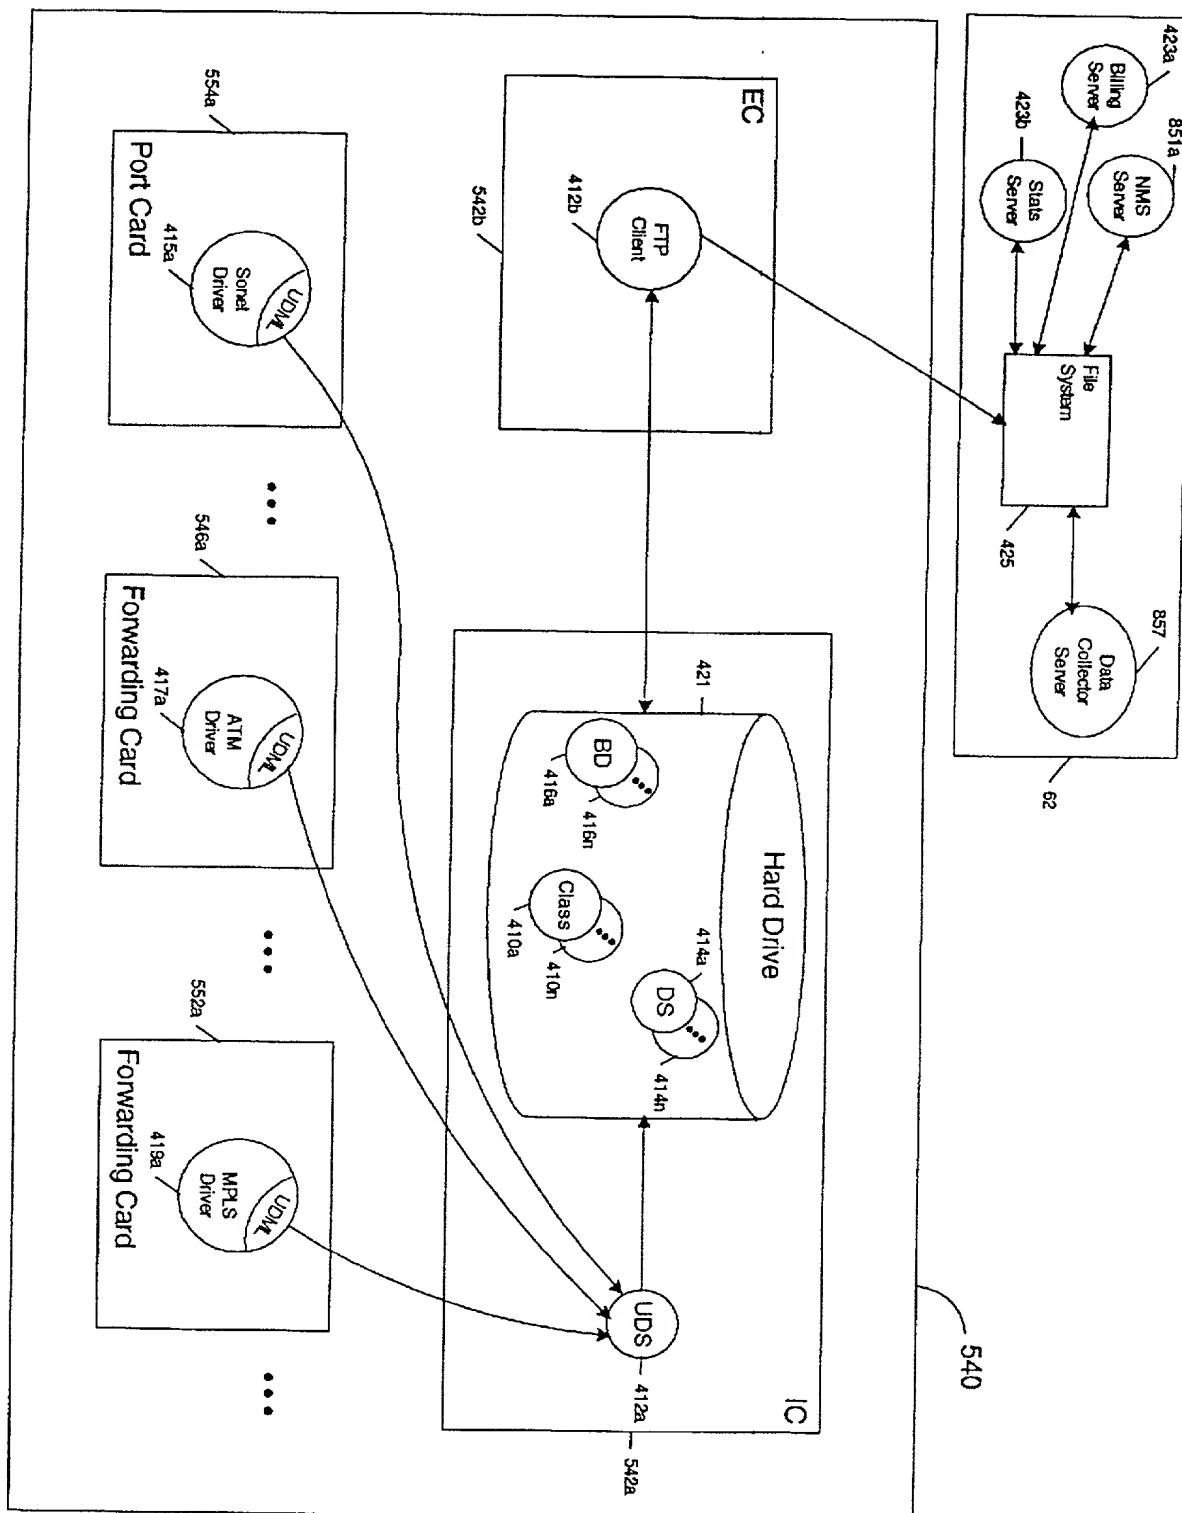 423a
Billing
Server
851a
NMS
Server
423b
Stats
Server
File
System
425
Data
Collector
Server
857
62
540
EC
FTP
Client
412b
542b
IC
542a
Hard Drive
421
BD
416a
416n
Class
410a
410n
DS
414a
414n
UDS
412a
554a
Port Card
415a
Sonet
Driver
UDML
546a
Forwarding Card
417a
ATM
Driver
UDML
552a
Forwarding Card
419a
MPLS
Driver
UDML